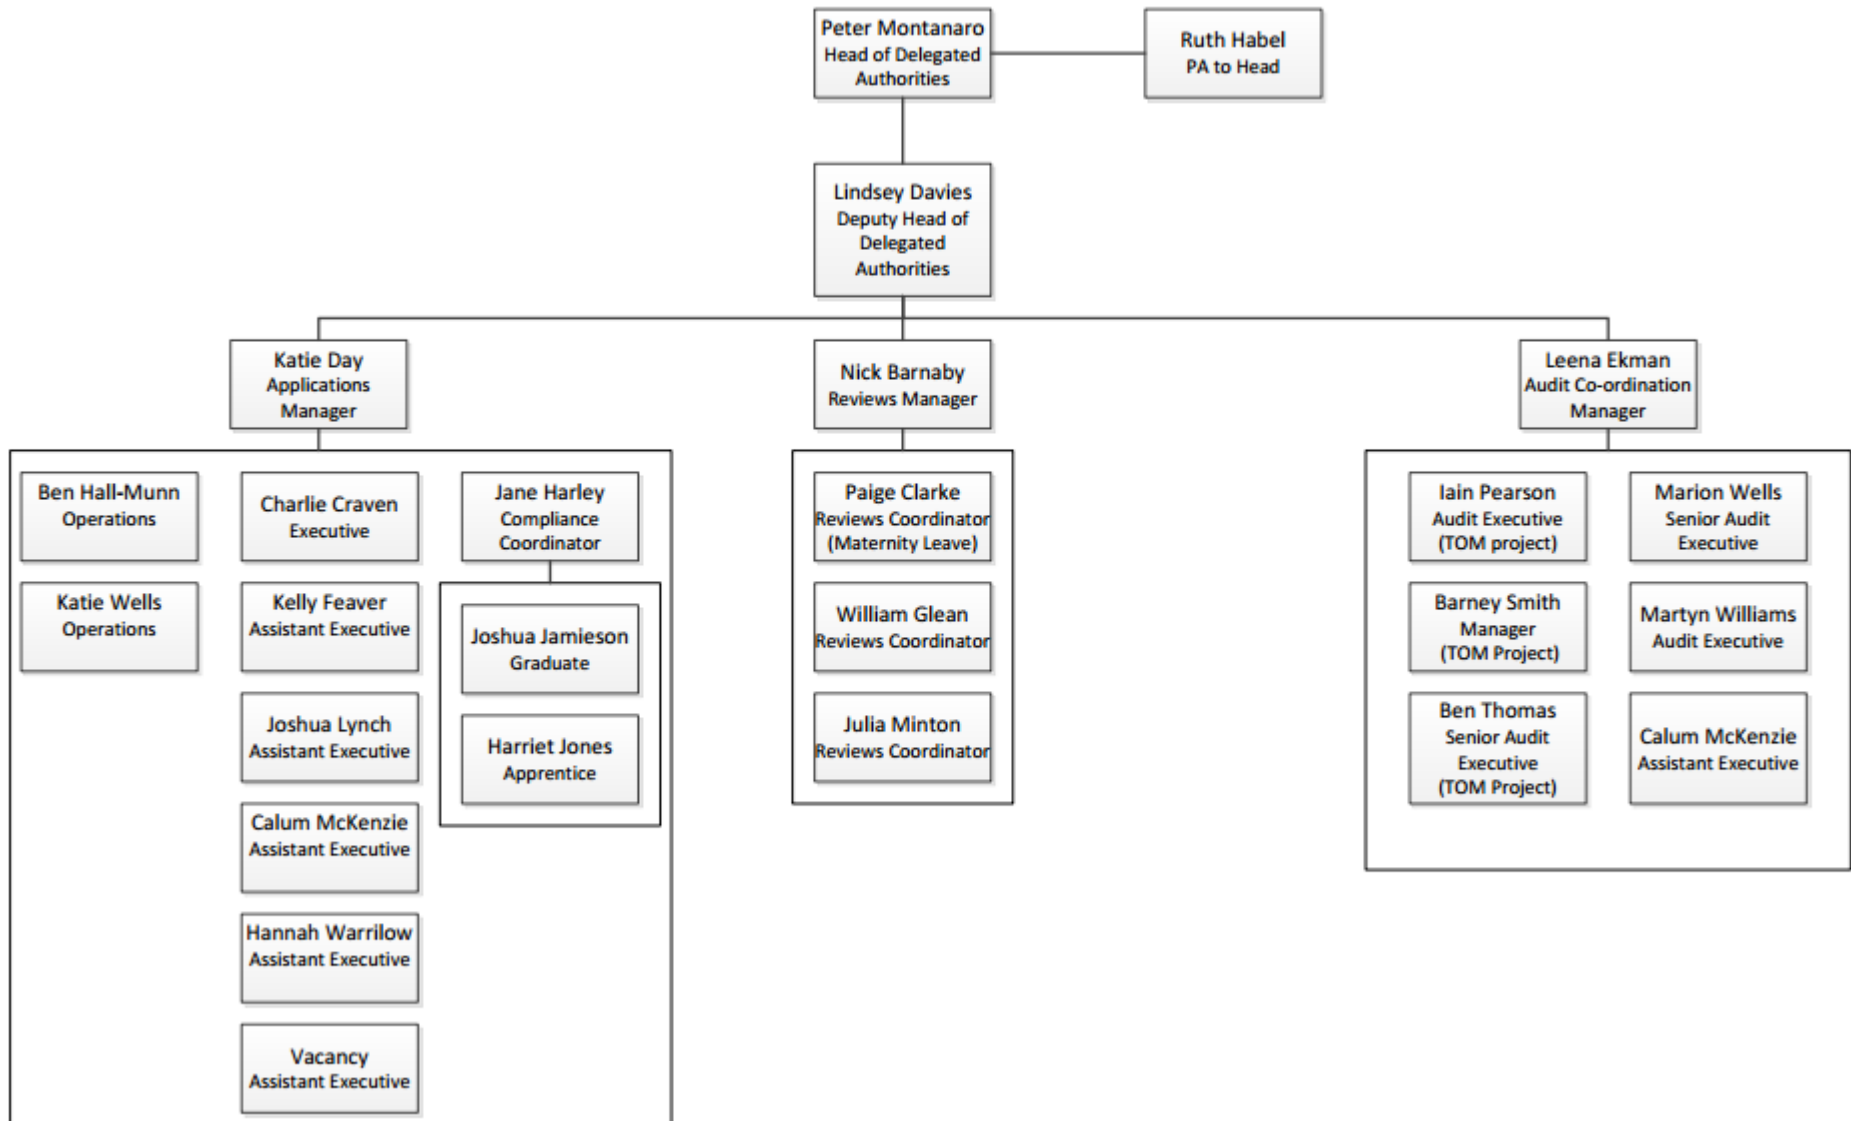 Peter Montanaro
Head of Delegated
Authorities
Ruth Habel
PA to Head
Lindsey Davies
Deputy Head of
Delegated
Authorities
Katie Day
Applications
Manager
Nick Barnaby
Reviews Manager
Leena Ekman
Audit Co-ordination
Manager
Ben Hall-Munn
Operations
Katie Wells
Operations
Charlie Craven
Executive
Kelly Feaver
Assistant Executive
Joshua Lynch
Assistant Executive
Calum McKenzie
Assistant Executive
Hannah Warrilow
Assistant Executive
Vacancy
Assistant Executive
Jane Harley
Compliance
Coordinator
Joshua Jamieson
Graduate
Harriet Jones
Apprentice
Paige Clarke
Reviews Coordinator
(Maternity Leave)
William Glean
Reviews Coordinator
Julia Minton
Reviews Coordinator
Iain Pearson
Audit Executive
(TOM project)
Barney Smith
Manager
(TOM Project)
Ben Thomas
Senior Audit
Executive
(TOM Project)
Marion Wells
Senior Audit
Executive
Martyn Williams
Audit Executive
Calum McKenzie
Assistant Executive